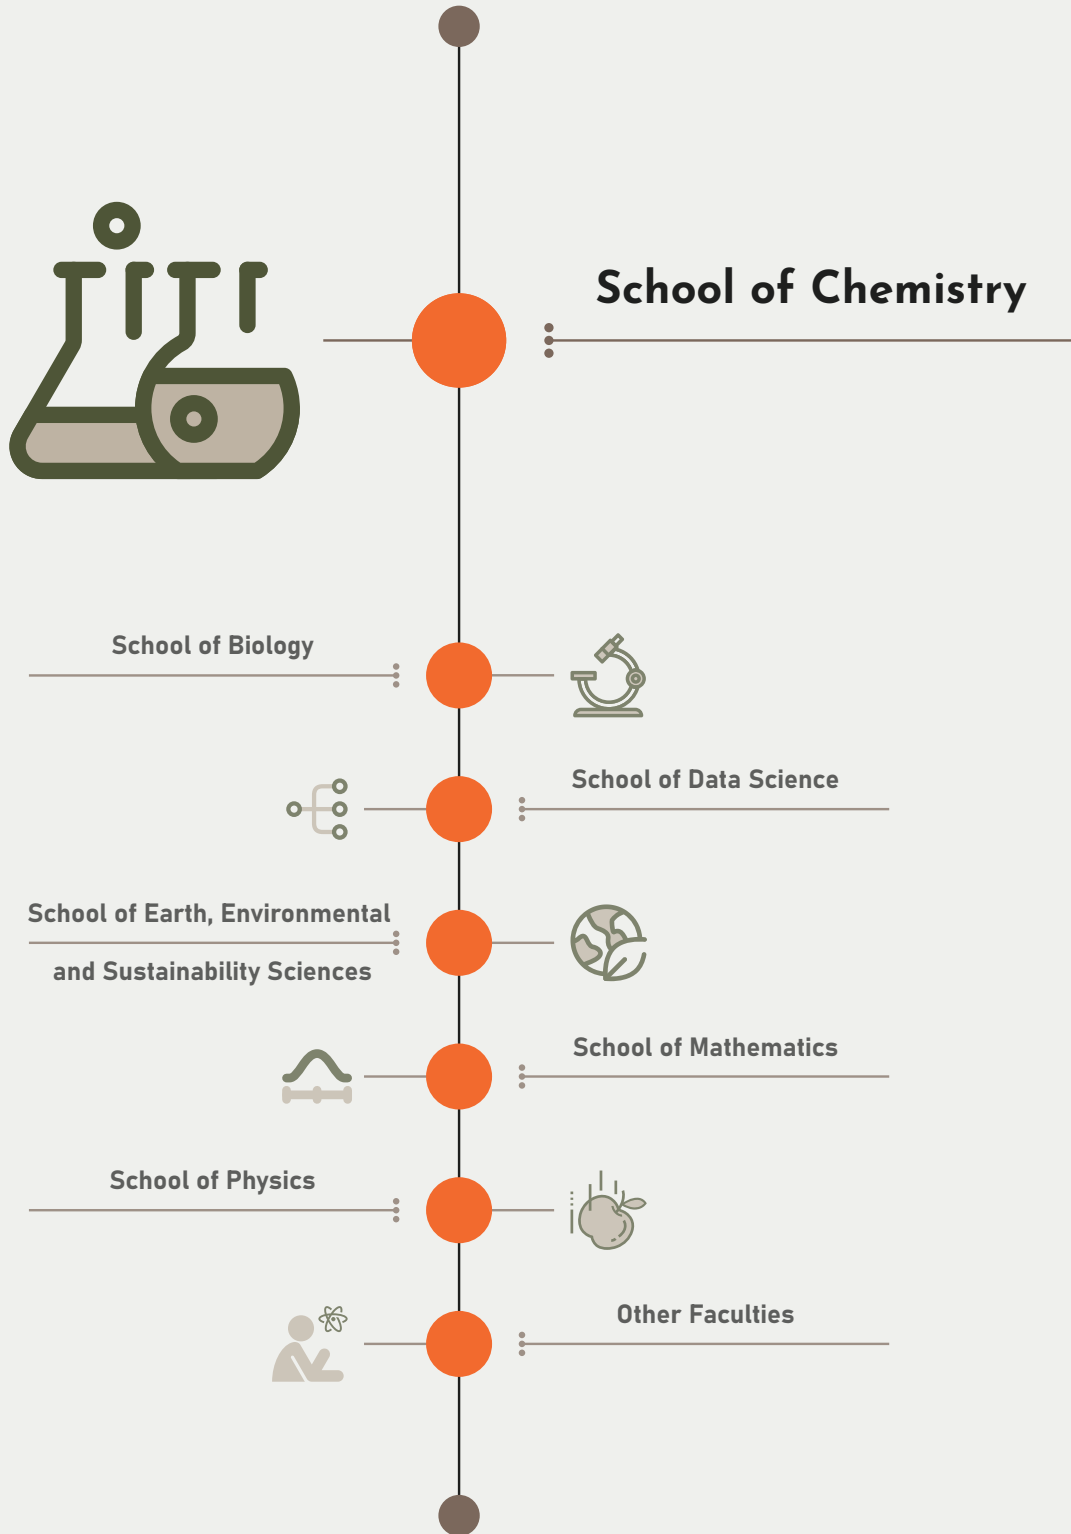 School of Chemistry
School of Biology
School of Data Science
School of Earth, Environmental
and Sustainability Sciences
School of Mathematics
School of Physics
Other Faculties